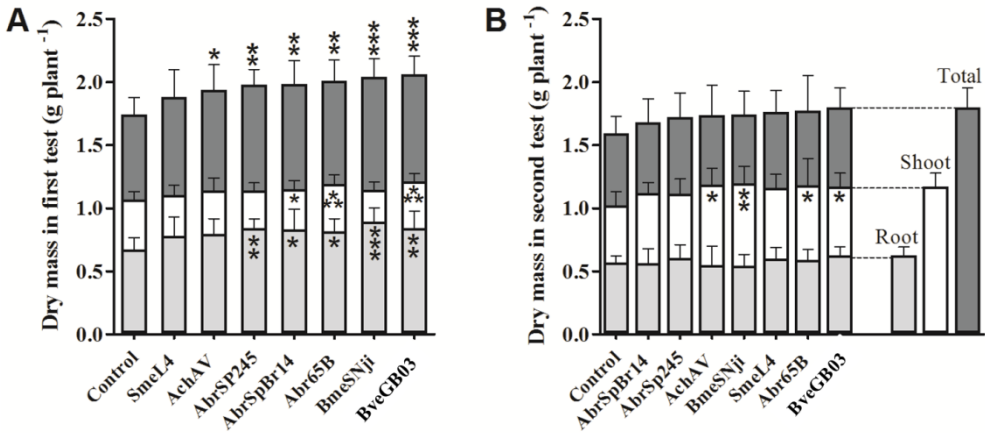 A
Dry mass in first test (g plant -1)
2.5
2.0
1.5
1.0
0.5
0.0
*
**
**
**
***
***
*
***
***
**
*
*
***
**
Control
SmeL4
AchAV
AbrSP245
AbrSpBr14
Abr65B
BmeSNji
BveGB03
B
Dry mass in second test (g plant -1)
2.5
2.0
1.5
1.0
0.5
0.0
*
**
*
*
Total
Shoot
Root
Control
AbrSpBr14
AbrSp245
AchAV
BmeSNji
SmeL4
Abr65B
BveGB03